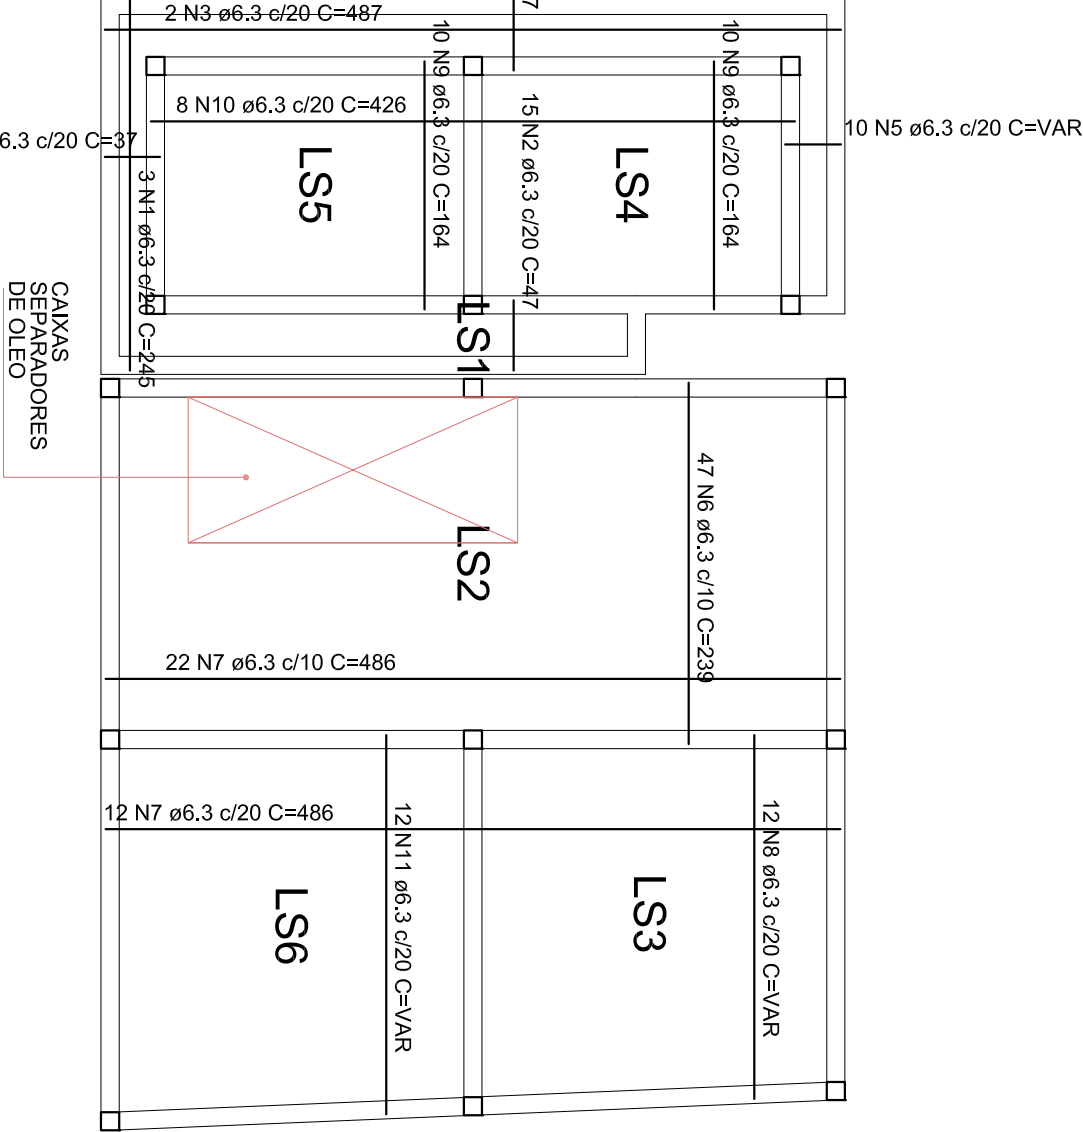 2 N3 ø6.3 c/20 C=487
7
10 N9 ø6.3 c/20 C=164
10 N9 ø6.3 c/20 C=164
8 N10 ø6.3 c/20 C=426
15 N2 ø6.3 c/20 C=47
10 N5 ø6.3 c/20 C=VAR
6.3 c/20 C=37
LS5
LS4
3 N1 ø6.3 c/20 C=245
CAIXAS
SEPARADORES
DE OLEO
LS1
47 N6 ø6.3 c/10 C=239
LS2
22 N7 ø6.3 c/10 C=486
12 N7 ø6.3 c/20 C=486
12 N11 ø6.3 c/20 C=VAR
12 N8 ø6.3 c/20 C=VAR
LS6
LS3